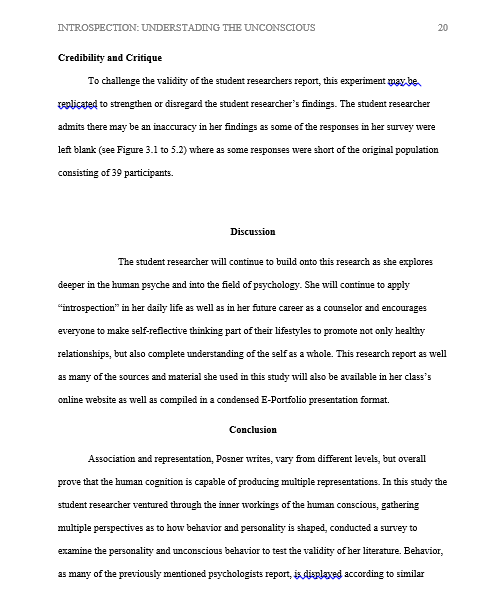 INTROSPECTION: UNDERSTADING THE UNCONSCIOUS 20
Credibility and Critique
To challenge the validity of the student researchers report, this experiment may be
replicated to strengthen or disregard the student researcher's findings. The student researcher
admits there may be an inaccuracy in her findings as some of the responses in her survey were
left blank (see Figure 3.1 to 5.2) where as some responses were short of the original population
consisting of 39 participants.
Discussion
The student researcher will continue to build onto this research as she explores
deeper in the human psyche and into the field of psychology. She will continue to apply
“introspection” in her daily life as well as in her future career as a counselor and encourages
everyone to make self-reflective thinking part of their lifestyles to promote not only healthy
relationships, but also complete understanding of the self as a whole. This research report as well
as many of the sources and material she used in this study will also be available in her class's
online website as well as compiled in a condensed E-Portfolio presentation format.
Conclusion
Association and representation, Posner writes, vary from different levels, but overall
prove that the human cognition is capable of producing multiple representations. In this study the
student researcher ventured through the inner workings of the human conscious, gathering
multiple perspectives as to how behavior and personality is shaped, conducted a survey to
examine the personality and unconscious behavior to test the validity of her literature. Behavior,
as many of the previously mentioned psychologists report, is displayed according to similar